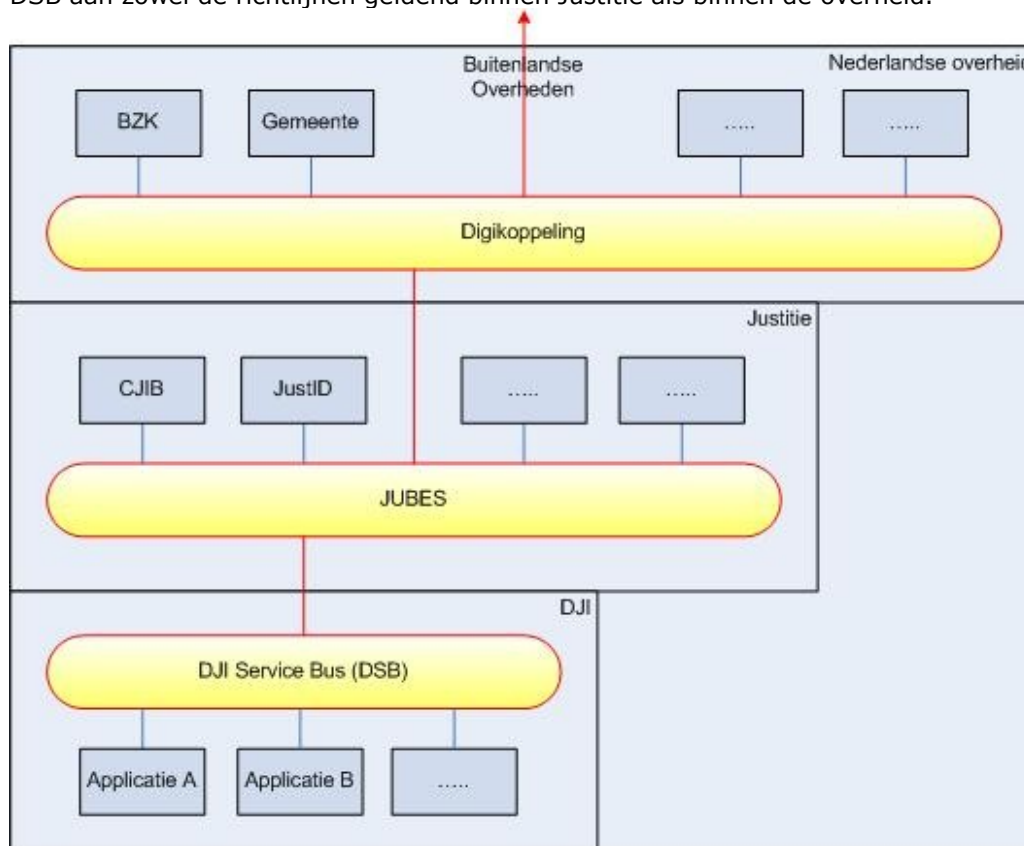 DSB aan zowel de richtlijnen geldend binnen Justitie als binnen de overheid.
Buitenlandse
Overheden
Nederlandse overheid
BZK
Gemeente
.....
.....
Digikoppeling
Justitie
CJIB
JustID
.....
.....
JUBES
DJI
DJI Service Bus (DSB)
Applicatie A
Applicatie B
.....